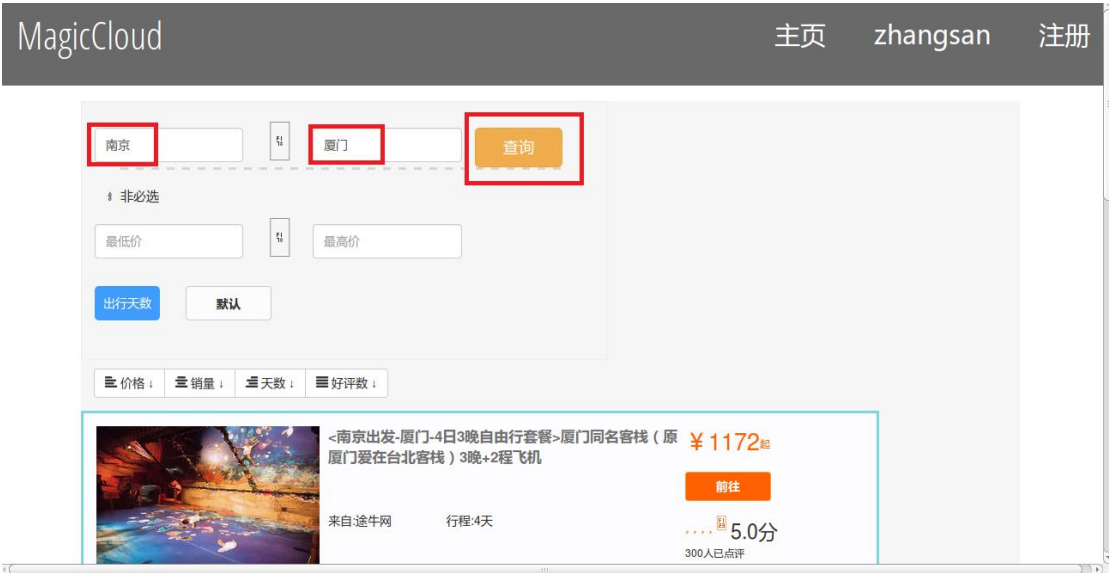 MagicCloud
主页 zhangsan 注册
南京 厦门 查询
非必选
最低价 最高价
出行天数 默认
价格↓ 销量↓ 天数↓ 好评数↓
<南京出发-厦门-4日3晚自由行套餐>厦门同名客栈（原
厦门爱在台北客栈）3晚+2程飞机
¥1172起
前往
来自:途牛网 行程:4天
5.0分
300人已点评